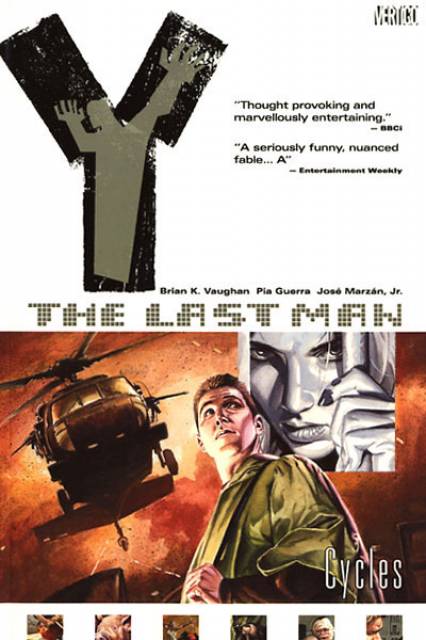 VERTIGO
Y
"Thought provoking and
marvellously entertaining."
— BBCi
"A seriously funny, nuanced
fable... A"
— Entertainment Weekly
Brian K. Vaughan Pia Guerra José Marzán, Jr.
THE LAST MAN
Cycles